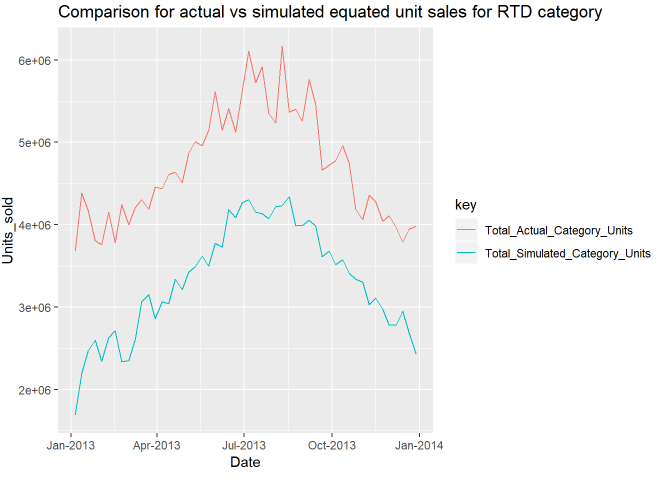 Comparison for actual vs simulated equated unit sales for RTD category
6e+06
5e+06
4e+06
3e+06
2e+06
Units_sold
Jan-2013
Apr-2013
Jul-2013
Oct-2013
Jan-2014
Date
key
Total_Actual_Category_Units
Total_Simulated_Category_Units